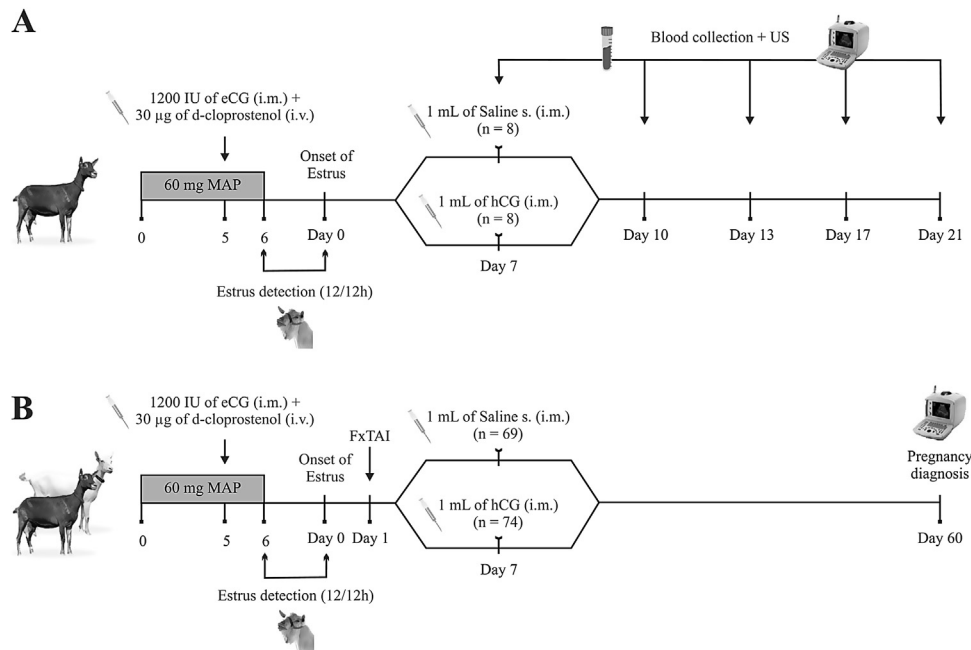 A
Blood collection + US
1200 IU of eCG (i.m.) +
30 µg of d-cloprostenol (i.v.)
1 mL of Saline s. (i.m.)
(n = 8)
Onset of
Estrus
60 mg MAP
1 mL of hCG (i.m.)
(n = 8)
0 5 6 Day 0 Day 7 Day 10 Day 13 Day 17 Day 21
Estrus detection (12/12h)
B
1200 IU of eCG (i.m.) +
30 µg of d-cloprostenol (i.v.)
1 mL of Saline s. (i.m.)
(n = 69)
FxTAI
Onset of
Estrus
Pregnancy
diagnosis
60 mg MAP
1 mL of hCG (i.m.)
(n = 74)
0 5 6 Day 0 Day 1 Day 7 Day 60
Estrus detection (12/12h)